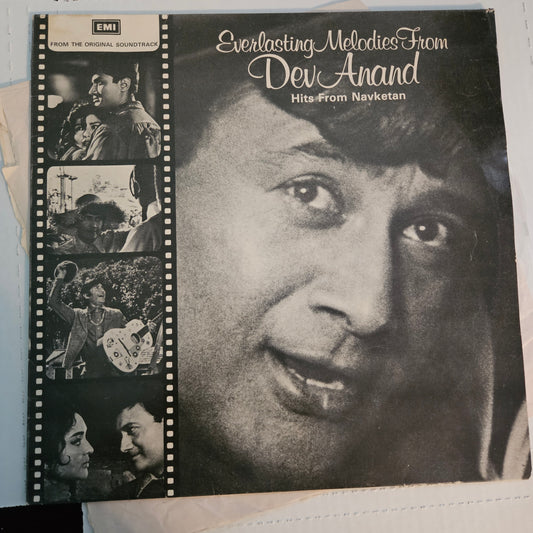 EMI
FROM THE ORIGINAL SOUNDTRACK
Everlasting Melodies From
Dev Anand
Hits From Navketan